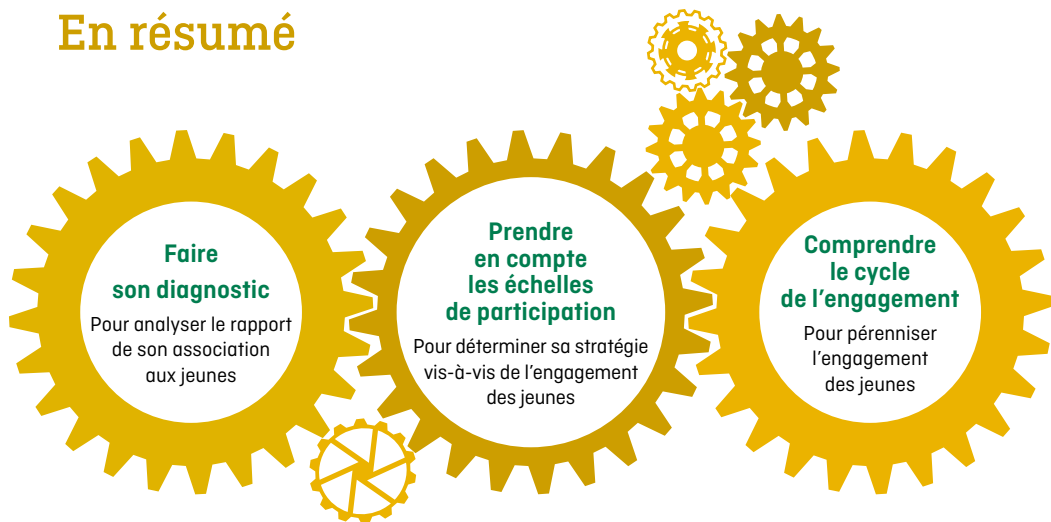 En résumé
Faire
son diagnostic
Pour analyser le rapport
de son association
aux jeunes
Prendre
en compte
les échelles
de participation
Pour déterminer sa stratégie
vis-à-vis de l’engagement
des jeunes
Comprendre
le cycle
de l’engagement
Pour pérenniser
l’engagement
des jeunes